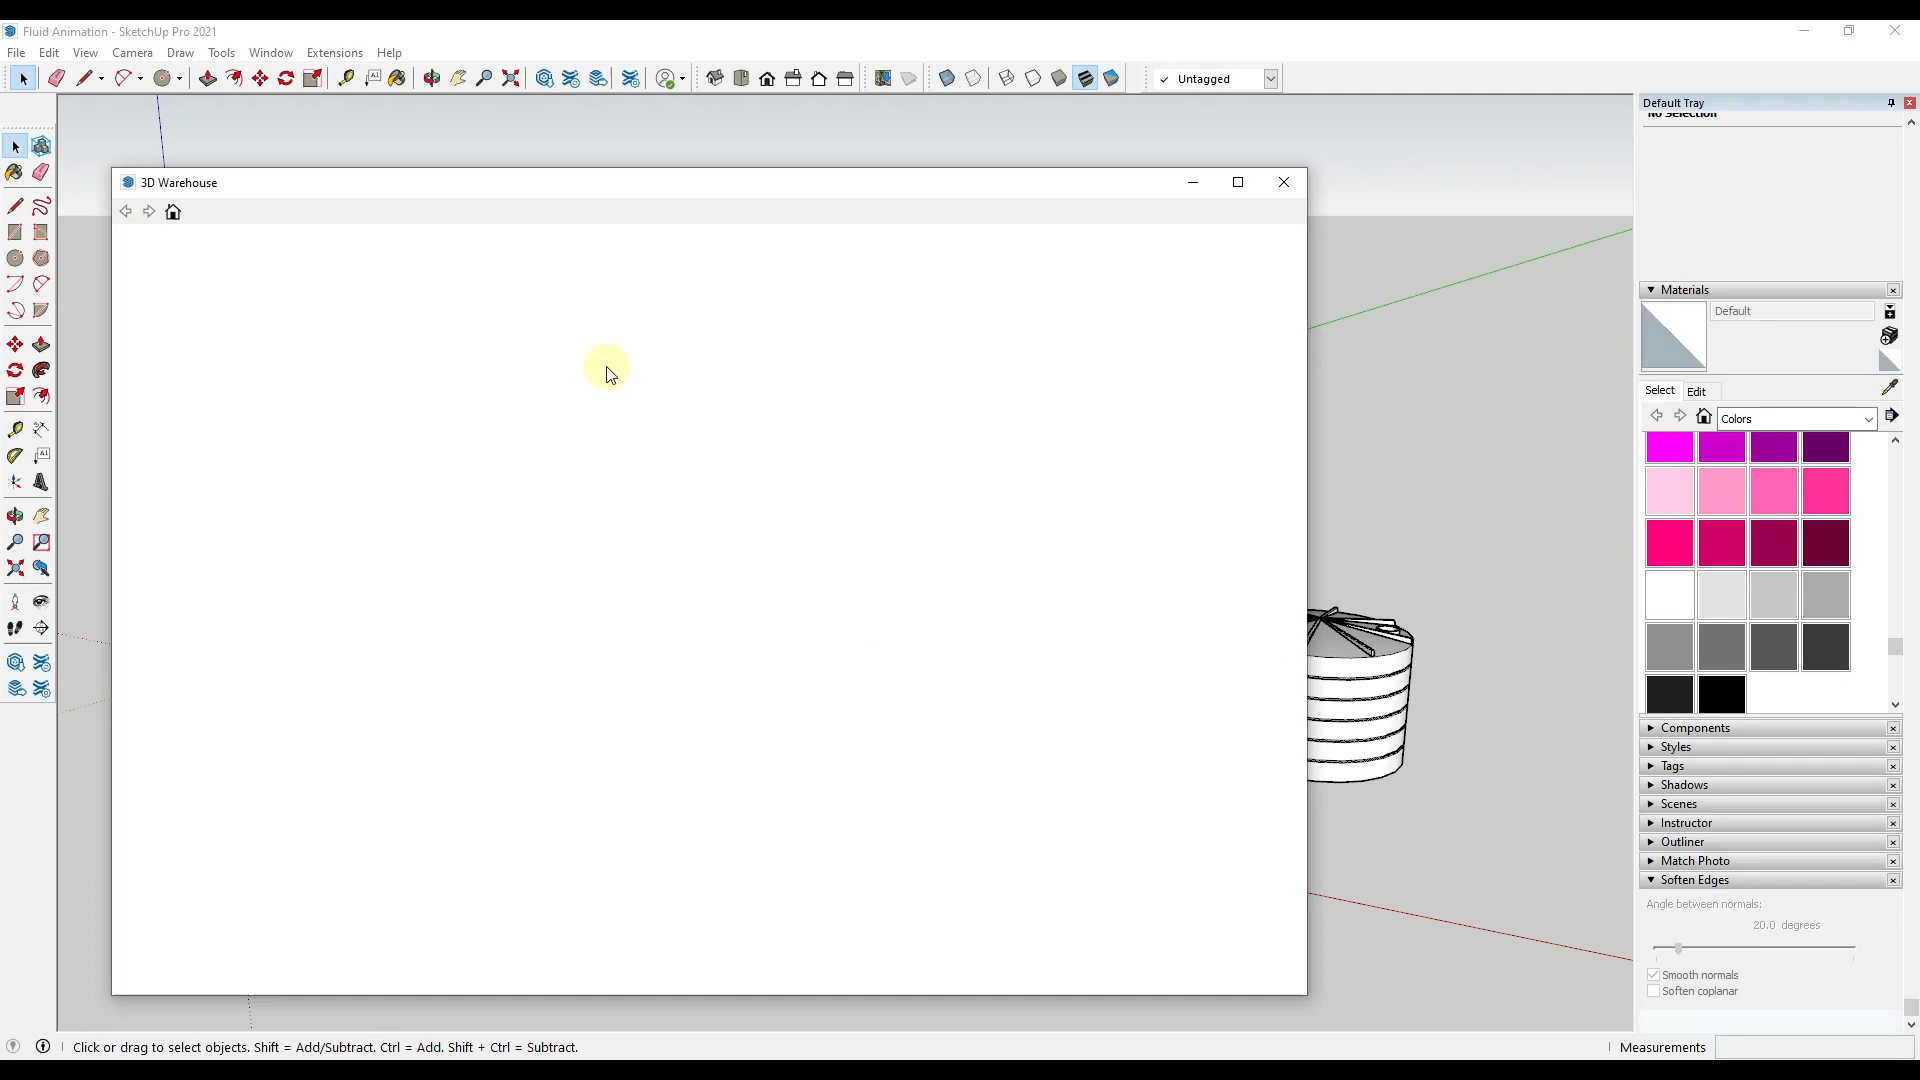 Fluid Animation - SketchUp Pro 2021
File Edit View Camera Draw Tools Window Extensions Help
Untagged
Default Tray
No Selection
3D Warehouse
Materials
Default
Select Edit
Colors
Components
Styles
Tags
Shadows
Scenes
Instructor
Outliner
Match Photo
Soften Edges
Angle between normals:
20.0 degrees
Smooth normals
Soften coplanar
Click or drag to select objects. Shift = Add/Subtract. Ctrl = Add. Shift + Ctrl = Subtract.
Measurements